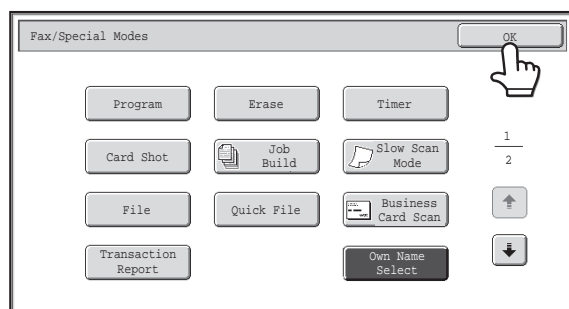 Fax/Special Modes
OK
Program
Erase
Timer
Card Shot
Job
Build
Slow Scan
Mode
1
2
File
Quick File
Business
Card Scan
Transaction
Report
Own Name
Select